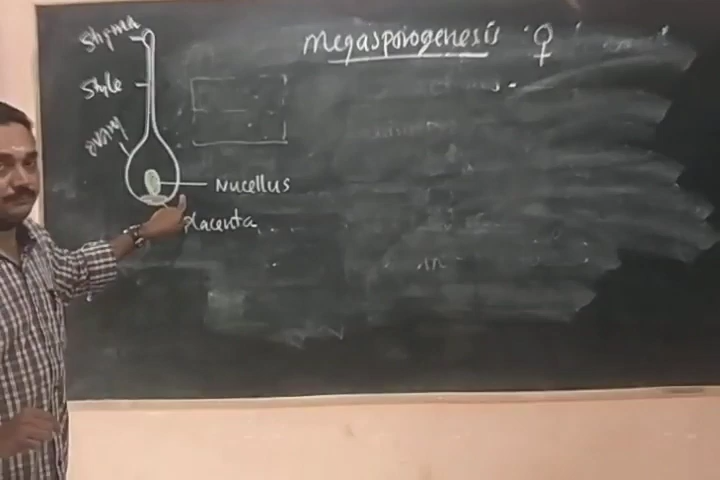 Megasporogenesis ♀
Stigma
Style
ovary
Nucellus
placenta